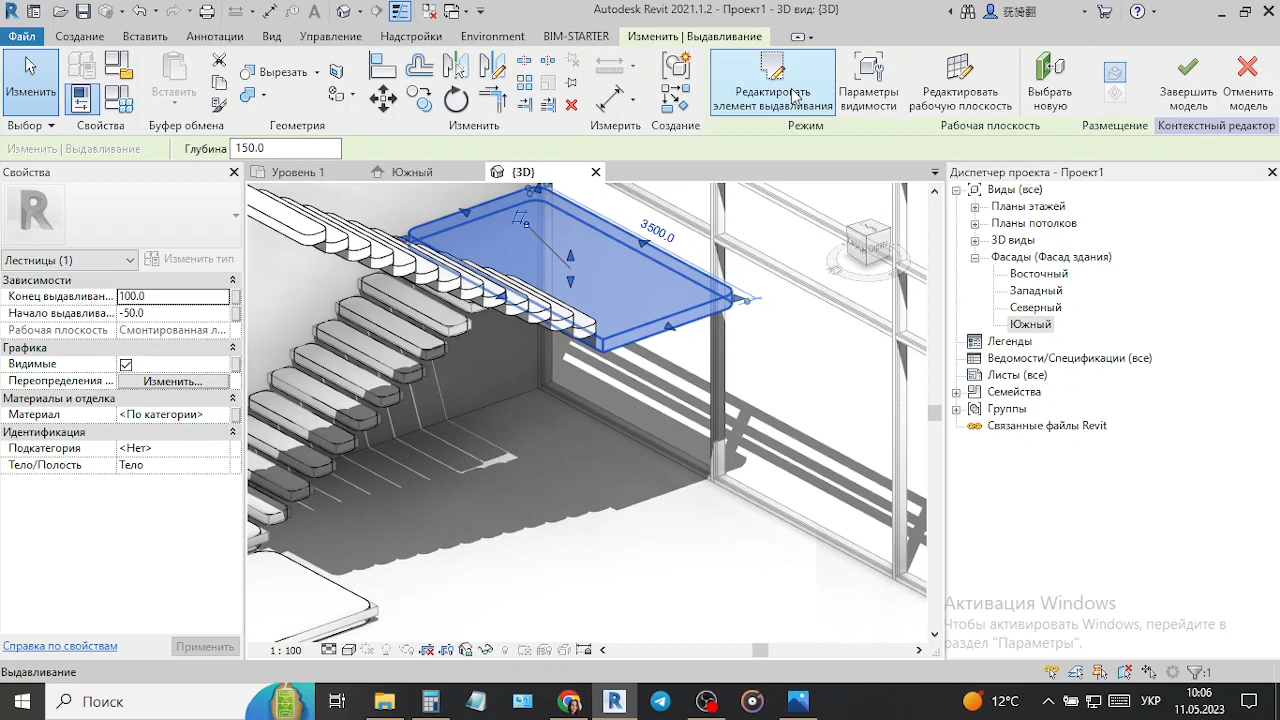 Autodesk Revit 2021.1.2 - Проект1 - 3D вид: {3D}
Файл Создание Вставить Аннотации Вид Управление Надстройки Environment BIM-STARTER Изменить | Выдавливание
Изменить Вставить Вырезать Редактировать элемент выдавливания Параметры видимости Редактировать рабочую плоскость Выбрать новую Завершить модель Отменить модель
Выбор Свойства Буфер обмена Геометрия Изменить Измерить Создание Режим Рабочая плоскость Размещение Контекстный редактор
Изменить | Выдавливание Глубина 150.0
Свойства
Уровень 1 Южный {3D}
Диспетчер проекта - Проект1
R
Лестницы (1) Изменить тип
Зависимости
Конец выдавливан... 100.0
Начало выдавлива... -50.0
Рабочая плоскость Смонтированная л...
Графика
Видимые
Переопределения ... Изменить...
Материалы и отделка
Материал <По категории>
Идентификация
Подкатегория <Нет>
Тело/Полость Тело
Справка по свойствам Применить
3500.0
Виды (все)
Планы этажей
Планы потолков
3D виды
Фасады (Фасад здания)
Восточный
Западный
Северный
Южный
Легенды
Ведомости/Спецификации (все)
Листы (все)
Семейства
Группы
Связанные файлы Revit
Активация Windows
Чтобы активировать Windows, перейдите в
раздел "Параметры".
1 : 100
Выдавливание
:1
Поиск
R
12°C
УКР
10:06
11.05.2023